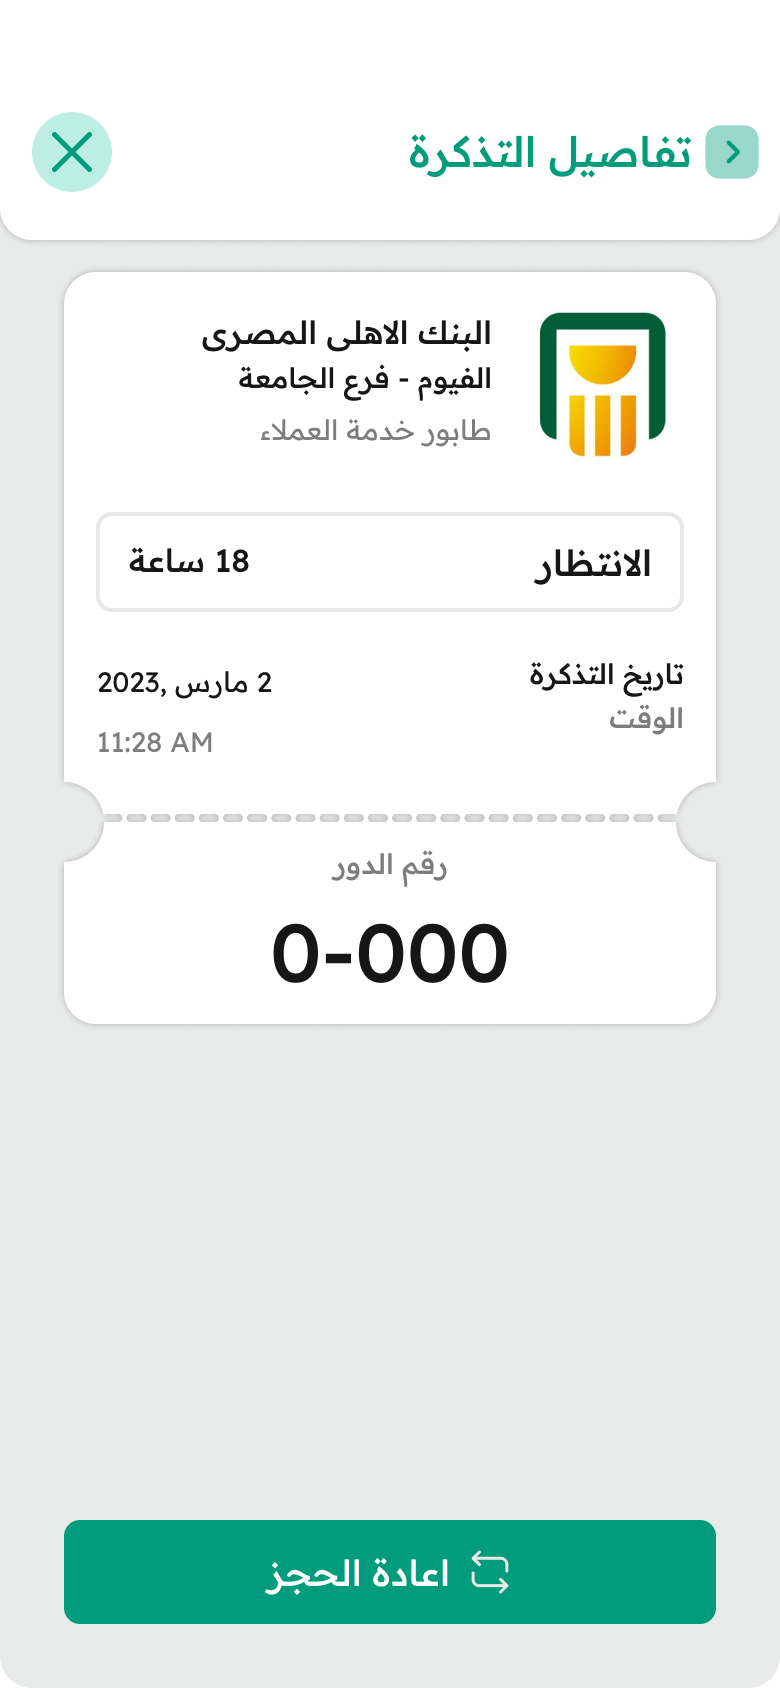 تفاصيل التذكرة
البنك الاهلى المصرى
الفيوم - فرع الجامعة
طابور خدمة العملاء
الانتظار
18 ساعة
تاريخ التذكرة
2 مارس ,2023
الوقت
11:28 AM
رقم الدور
0-000
اعادة الحجز